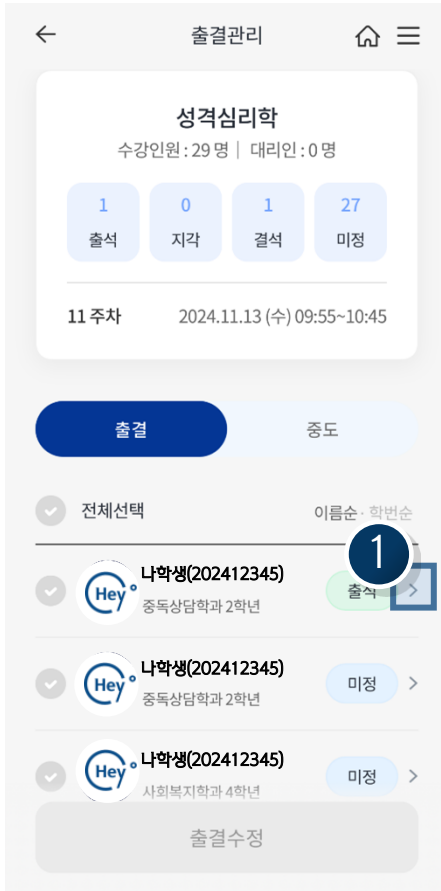 출결관리
성격심리학
수강인원 : 29 명 | 대리인 : 0 명
1 0 1 27
출석 지각 결석 미정
11 주차 2024.11.13 (수) 09:55~10:45
출결 중도
전체선택 이름순 · 학번순
1
나학생(202412345)
Hey 출석
중독상담학과 2학년
나학생(202412345)
Hey 미정
중독상담학과 2학년
나학생(202412345)
Hey 미정
사회복지학과 4학년
출결수정